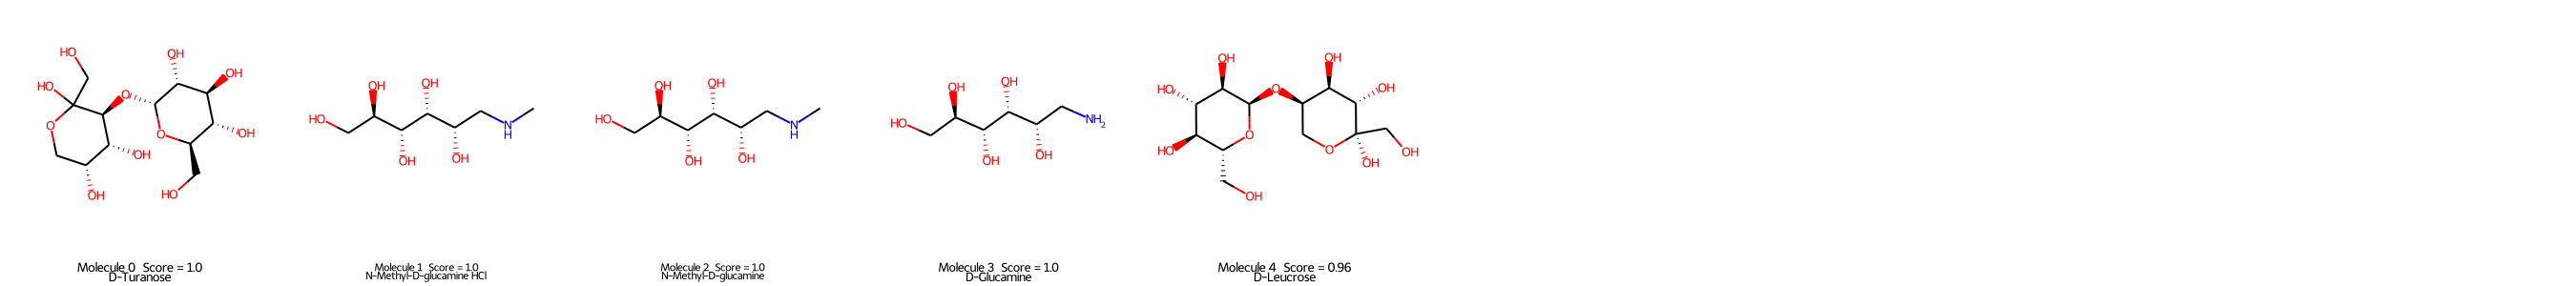 HO
OH
HO
O
OH
O
O
OH
OH
OH
HO
OH
OH
HO
N
H
OH
OH
OH
OH
HO
N
H
OH
OH
OH
OH
HO
NH2
OH
OH
OH
HO
O
OH
OH
HO
O
O
OH
OH
OH
Molecule 0 Score = 1.0
D-Turanose
Molecule 1 Score = 1.0
N-Methyl-D-glucamine HCl
Molecule 2 Score = 1.0
N-Methyl-D-glucamine
Molecule 3 Score = 1.0
D-Glucamine
Molecule 4 Score = 0.96
D-Leucrose